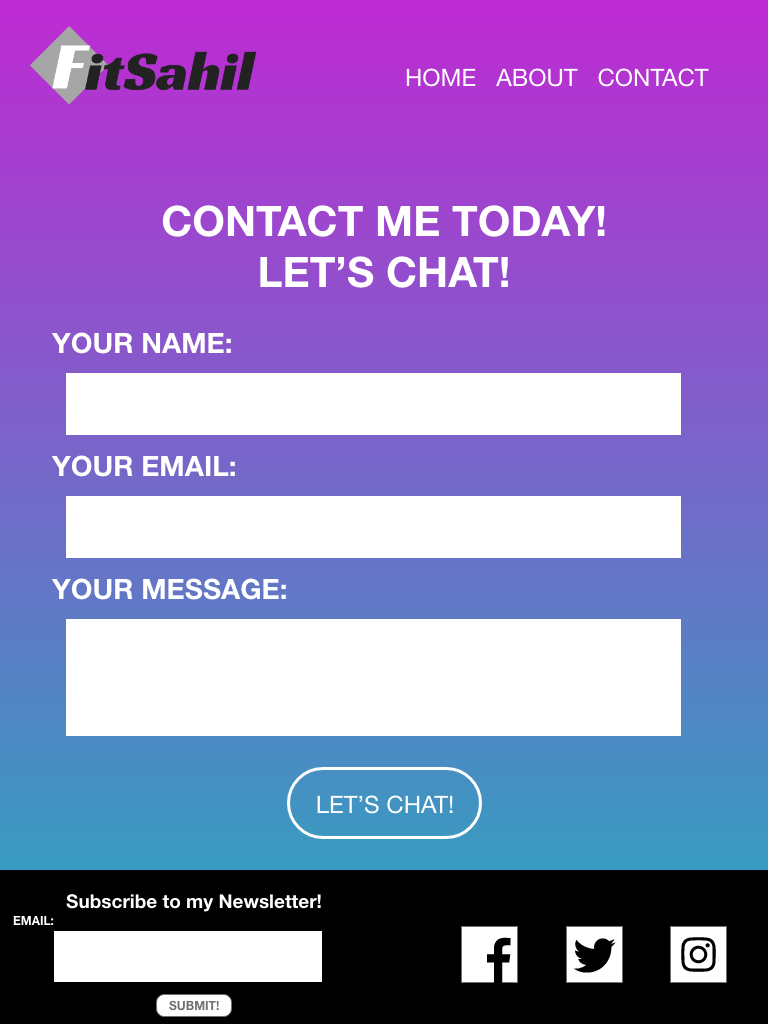 FitSahil
HOME ABOUT CONTACT
CONTACT ME TODAY!
LET’S CHAT!
YOUR NAME:
YOUR EMAIL:
YOUR MESSAGE:
LET’S CHAT!
Subscribe to my Newsletter!
EMAIL:
SUBMIT!